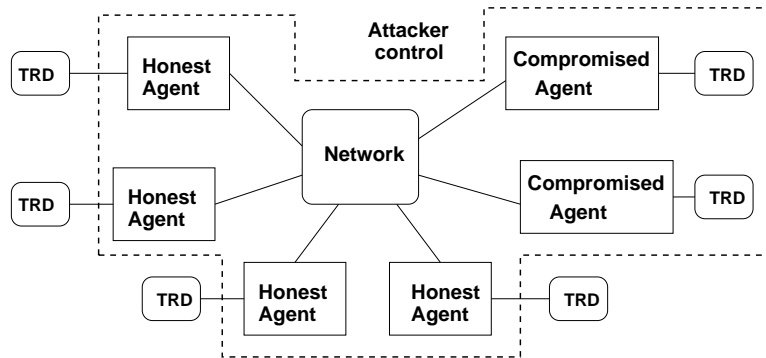 Attacker
control
TRD
Honest
Agent
Compromised
Agent
TRD
Network
TRD
Honest
Agent
Compromised
Agent
TRD
TRD
Honest
Agent
Honest
Agent
TRD